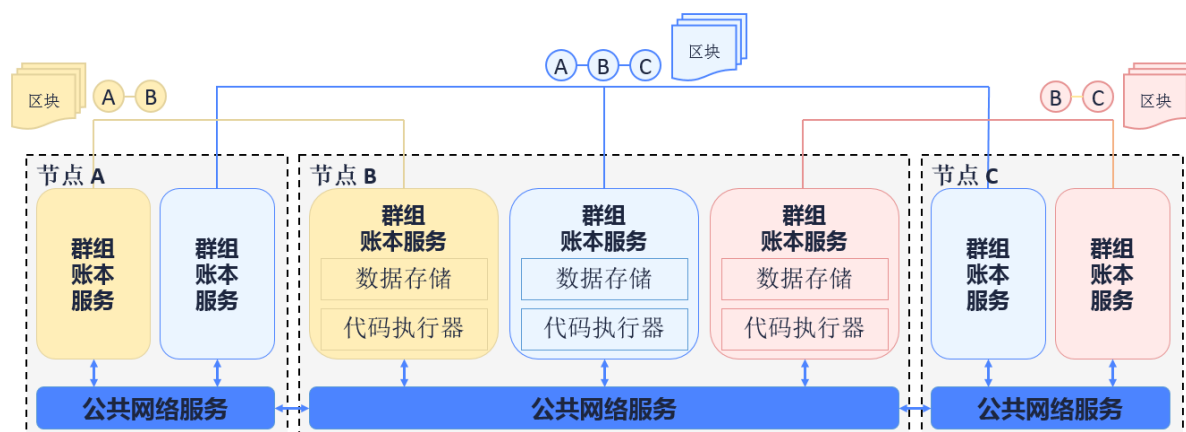 区块
A
B
A
B
C
区块
B
C
区块
节点 A
群组
账本
服务
群组
账本
服务
公共网络服务
节点 B
群组
账本服务
数据存储
代码执行器
群组
账本服务
数据存储
代码执行器
群组
账本服务
数据存储
代码执行器
公共网络服务
节点 C
群组
账本
服务
群组
账本
服务
公共网络服务